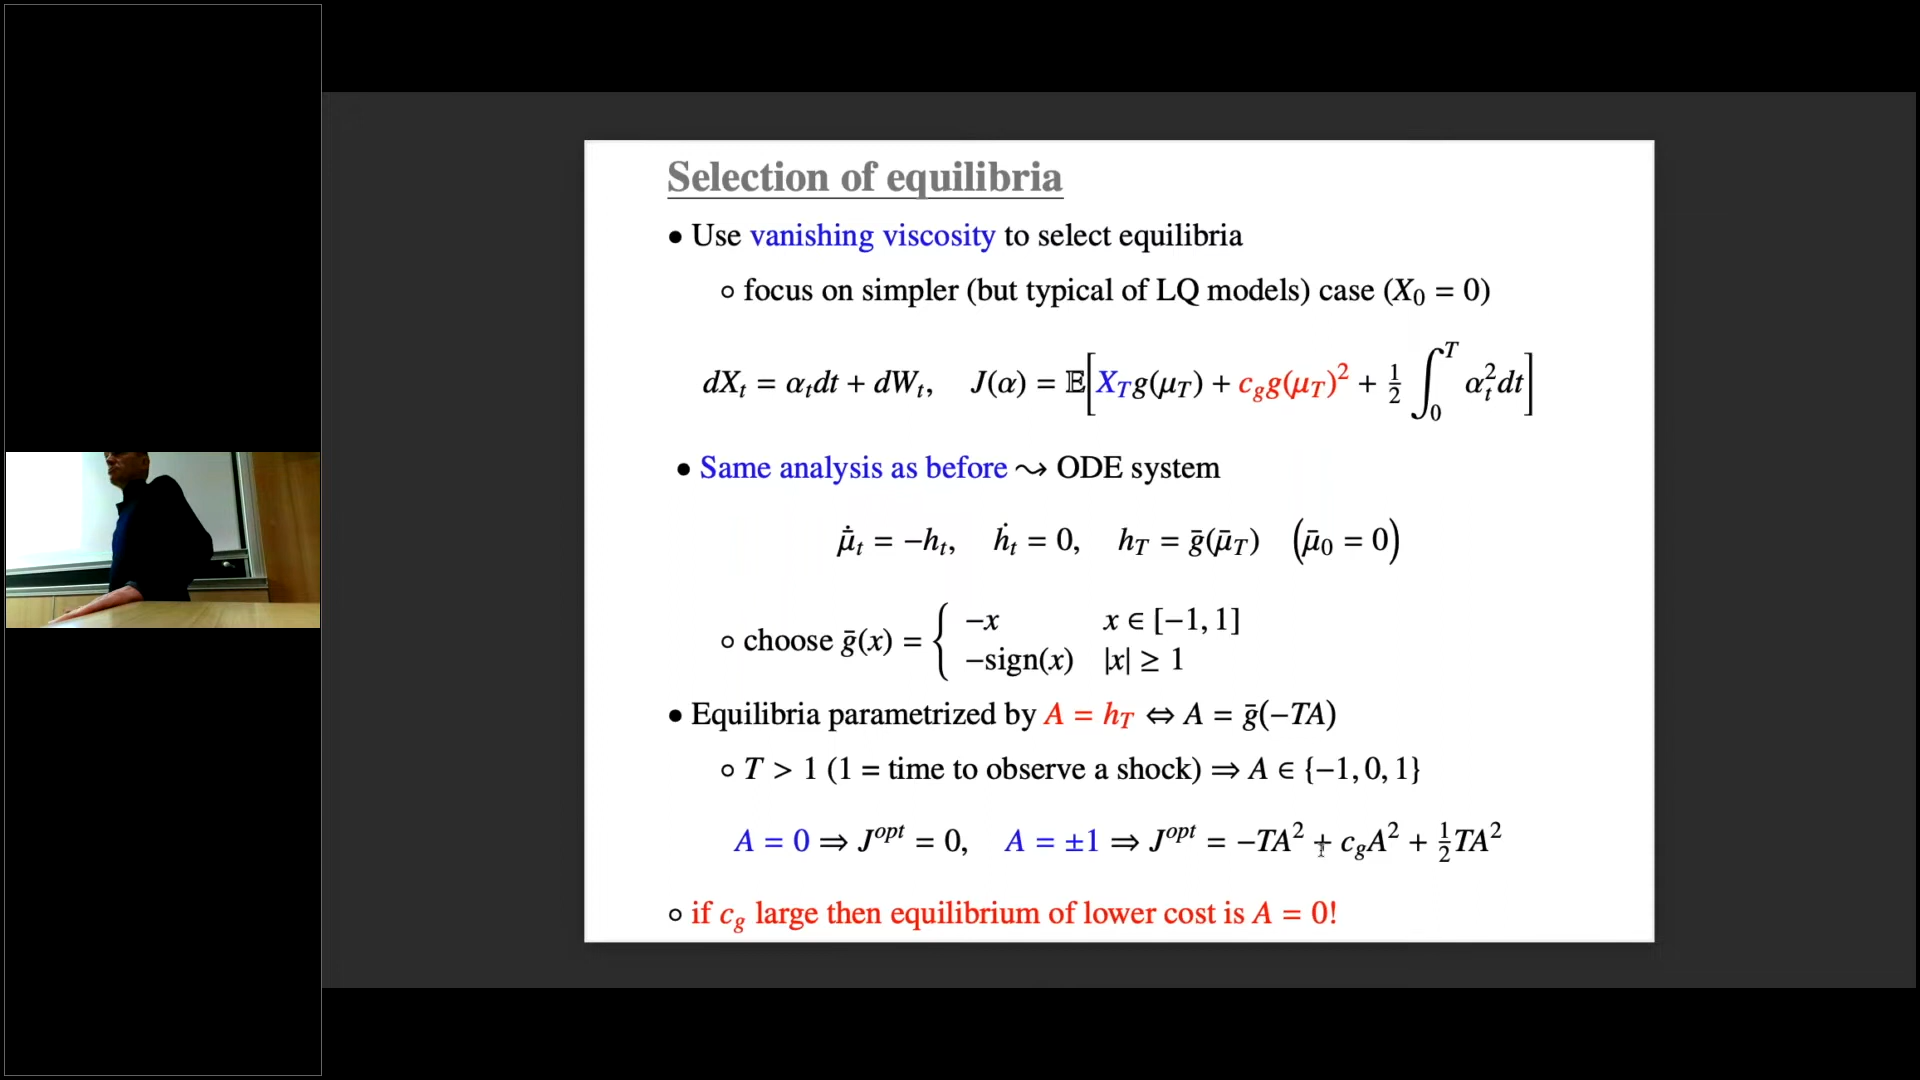 Selection of equilibria
• Use vanishing viscosity to select equilibria
∘ focus on simpler (but typical of LQ models) case (X₀ = 0)
dXₜ = αₜdt + dWₜ, J(α) = 𝔼[X_T g(μ_T) + c_g g(μ_T)² + ½ ∫₀ᵀ αₜ²dt]
• Same analysis as before ⇝ ODE system
μ̄̇ₜ = −hₜ, ḣₜ = 0, h_T = ḡ(μ̄_T) (μ̄₀ = 0)
∘ choose ḡ(x) = { −x x ∈ [−1, 1]
−sign(x) |x| ≥ 1
• Equilibria parametrized by A = h_T ⇔ A = ḡ(−TA)
∘ T > 1 (1 = time to observe a shock) ⇒ A ∈ {−1, 0, 1}
A = 0 ⇒ J^opt = 0, A = ±1 ⇒ J^opt = −TA² + c_g A² + ½TA²
∘ if c_g large then equilibrium of lower cost is A = 0!